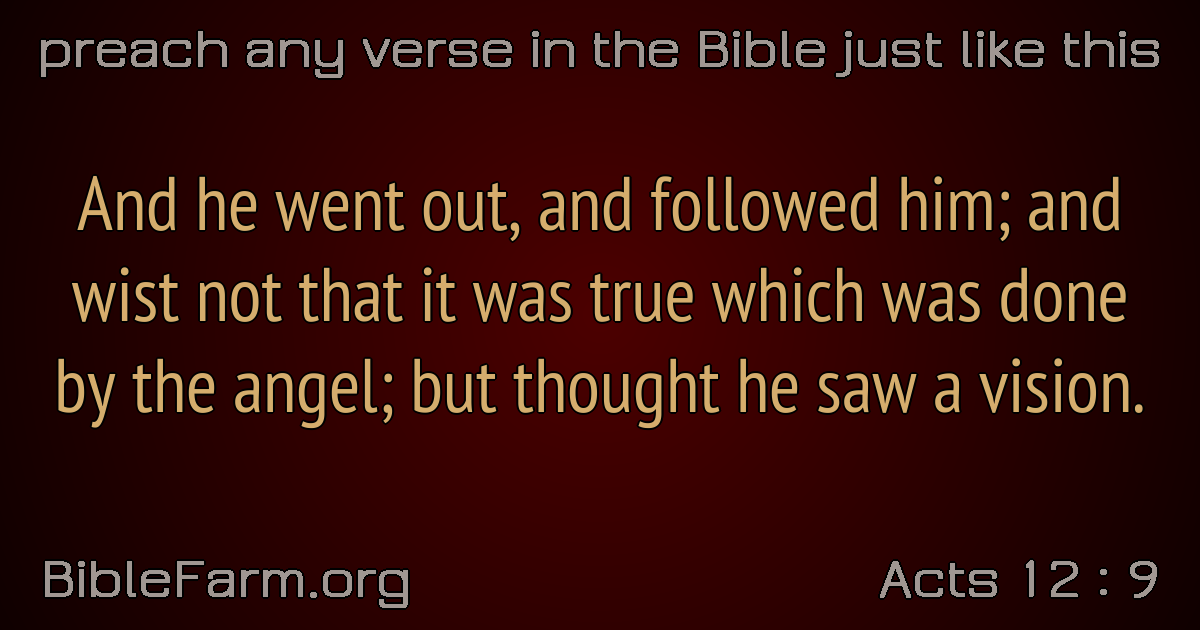 preach any verse in the Bible just like this
And he went out, and followed him; and
wist not that it was true which was done
by the angel; but thought he saw a vision.
BibleFarm.org
Acts 12 : 9